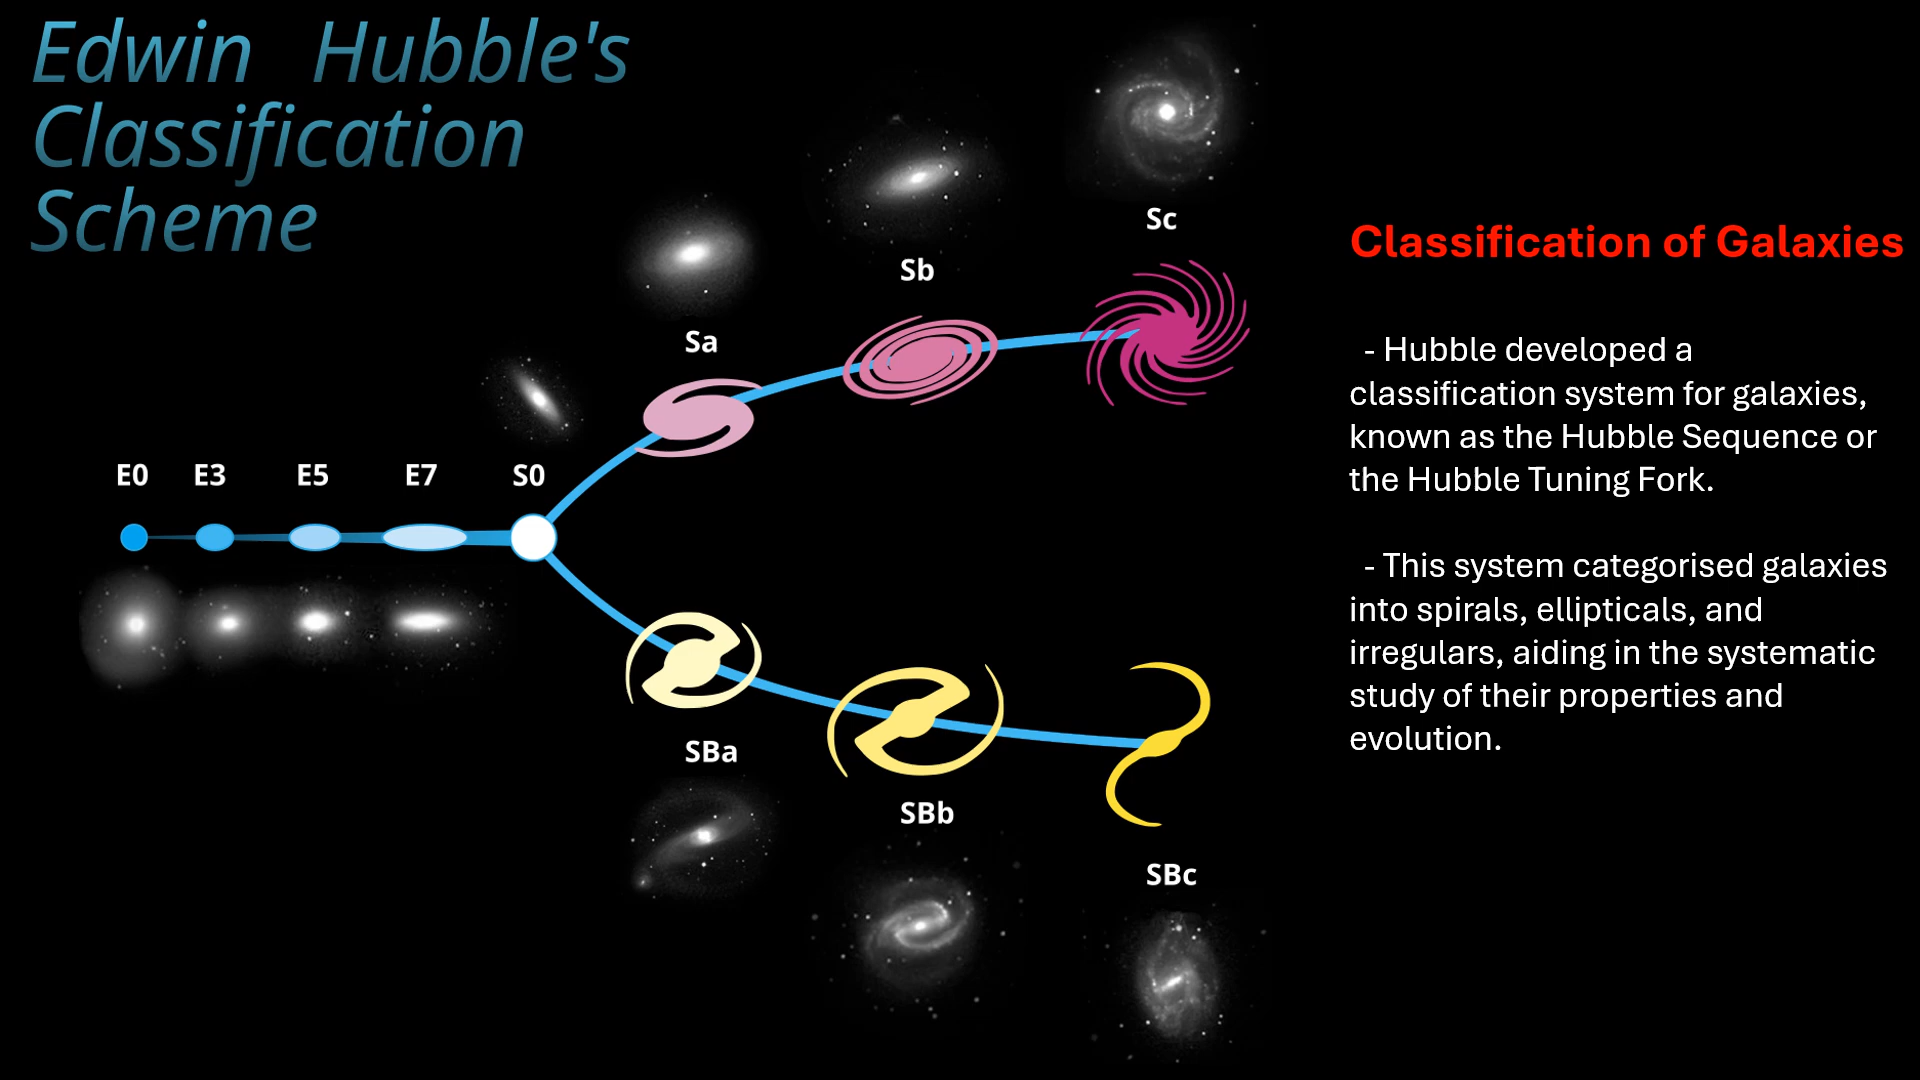 Edwin Hubble's
Classification
Scheme
Sc
Sb
Sa
E0 E3 E5 E7 S0
SBa
SBb
SBc
Classification of Galaxies
- Hubble developed a
classification system for galaxies,
known as the Hubble Sequence or
the Hubble Tuning Fork.
- This system categorised galaxies
into spirals, ellipticals, and
irregulars, aiding in the systematic
study of their properties and
evolution.